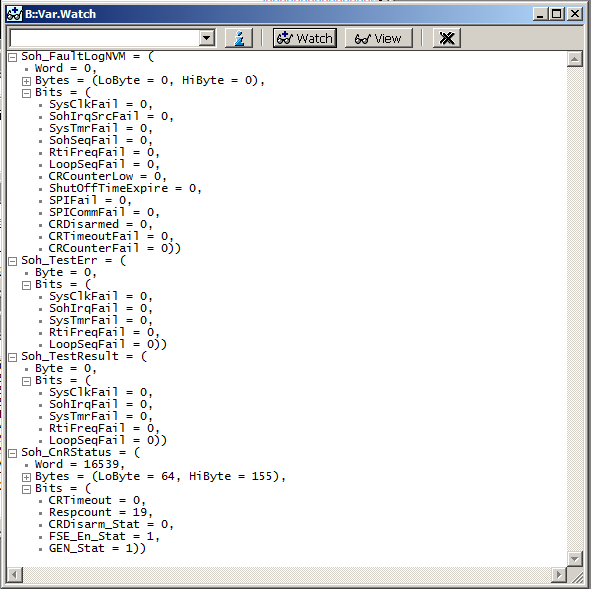 B::Var.Watch
i Watch View
Soh_FaultLogNVM = (
Word = 0,
Bytes = (LoByte = 0, HiByte = 0),
Bits = (
SysClkFail = 0,
SohIrqSrcFail = 0,
SysTmrFail = 0,
SohSeqFail = 0,
RtiFreqFail = 0,
LoopSeqFail = 0,
CRCounterLow = 0,
ShutOffTimeExpire = 0,
SPIFail = 0,
SPICommFail = 0,
CRDisarmed = 0,
CRTimeoutFail = 0,
CRCounterFail = 0))
Soh_TestErr = (
Byte = 0,
Bits = (
SysClkFail = 0,
SohIrqFail = 0,
SysTmrFail = 0,
RtiFreqFail = 0,
LoopSeqFail = 0))
Soh_TestResult = (
Byte = 0,
Bits = (
SysClkFail = 0,
SohIrqFail = 0,
SysTmrFail = 0,
RtiFreqFail = 0,
LoopSeqFail = 0))
Soh_CnRStatus = (
Word = 16539,
Bytes = (LoByte = 64, HiByte = 155),
Bits = (
CRTimeout = 0,
Respcount = 19,
CRDisarm_Stat = 0,
FSE_En_Stat = 1,
GEN_Stat = 1))